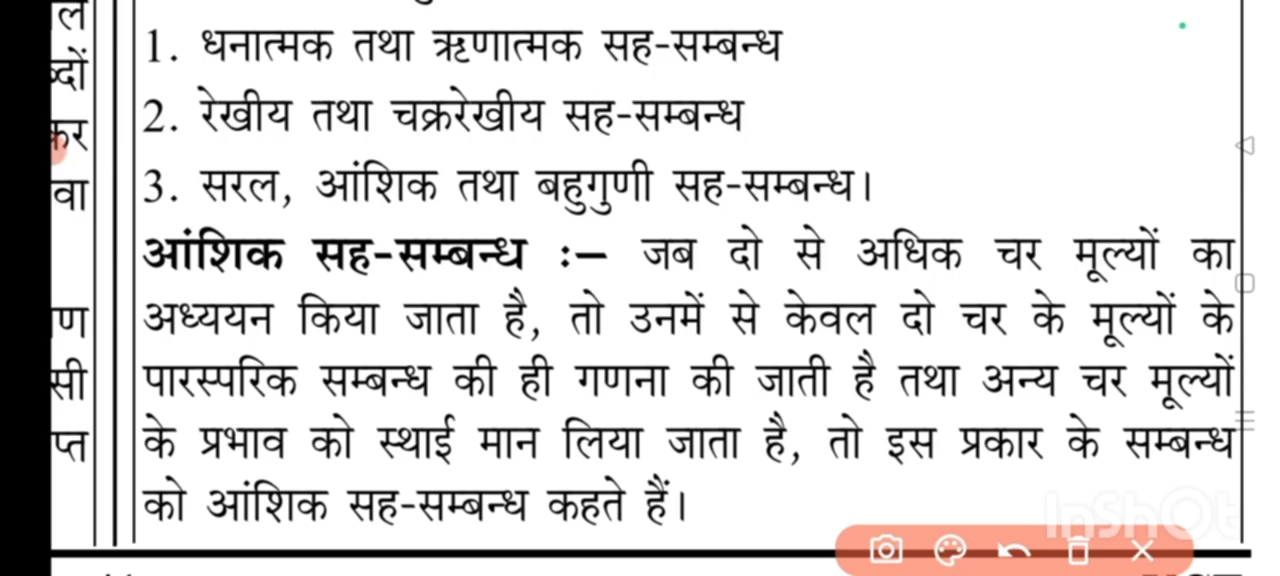 ल
ब्दों
कर
वा
ण
सी
प्त
1. धनात्मक तथा ऋणात्मक सह-सम्बन्ध
2. रेखीय तथा चक्ररेखीय सह-सम्बन्ध
3. सरल, आंशिक तथा बहुगुणी सह-सम्बन्ध।
आंशिक सह-सम्बन्ध :– जब दो से अधिक चर मूल्यों का
अध्ययन किया जाता है, तो उनमें से केवल दो चर के मूल्यों के
पारस्परिक सम्बन्ध की ही गणना की जाती है तथा अन्य चर मूल्यों
के प्रभाव को स्थाई मान लिया जाता है, तो इस प्रकार के सम्बन्ध
को आंशिक सह-सम्बन्ध कहते हैं।
InShOt